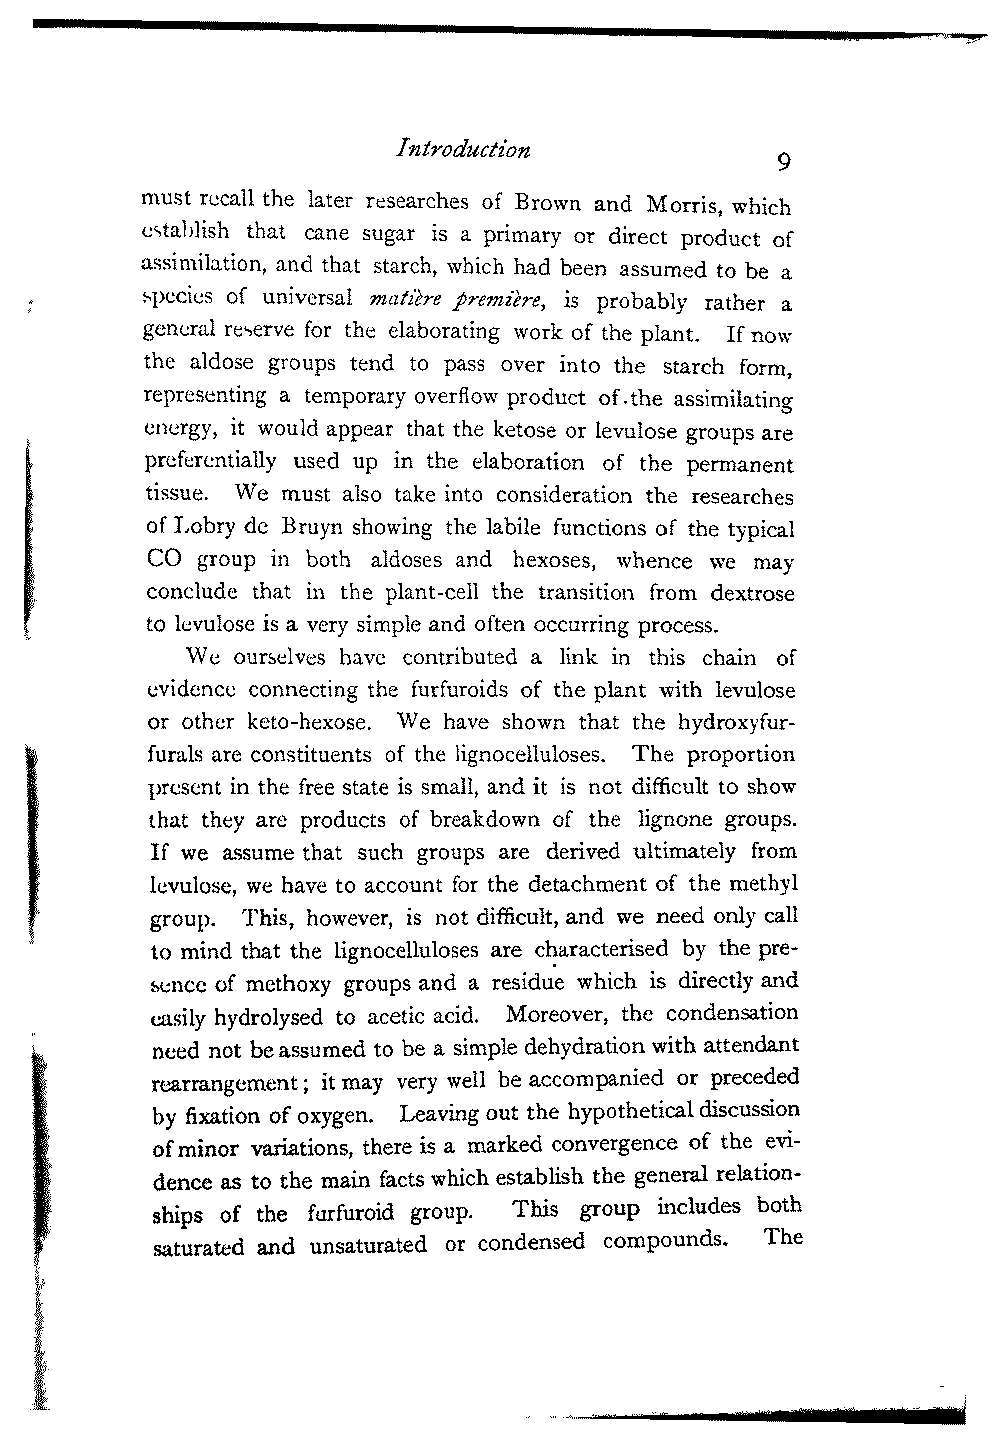 Introduction
9
must recall the later researches of Brown and Morris, which
establish that cane sugar is a primary or direct product of
assimilation, and that starch, which had been assumed to be a
species of universal matière première, is probably rather a
general reserve for the elaborating work of the plant. If now
the aldose groups tend to pass over into the starch form,
representing a temporary overflow product of the assimilating
energy, it would appear that the ketose or levulose groups are
preferentially used up in the elaboration of the permanent
tissue. We must also take into consideration the researches
of Lobry de Bruyn showing the labile functions of the typical
CO group in both aldoses and hexoses, whence we may
conclude that in the plant-cell the transition from dextrose
to levulose is a very simple and often occurring process.
We ourselves have contributed a link in this chain of
evidence connecting the furfuroids of the plant with levulose
or other keto-hexose. We have shown that the hydroxyfur-
furals are constituents of the lignocelluloses. The proportion
present in the free state is small, and it is not difficult to show
that they are products of breakdown of the lignone groups.
If we assume that such groups are derived ultimately from
levulose, we have to account for the detachment of the methyl
group. This, however, is not difficult, and we need only call
to mind that the lignocelluloses are characterised by the pre-
sence of methoxy groups and a residue which is directly and
easily hydrolysed to acetic acid. Moreover, the condensation
need not be assumed to be a simple dehydration with attendant
rearrangement; it may very well be accompanied or preceded
by fixation of oxygen. Leaving out the hypothetical discussion
of minor variations, there is a marked convergence of the evi-
dence as to the main facts which establish the general relation-
ships of the furfuroid group. This group includes both
saturated and unsaturated or condensed compounds. The